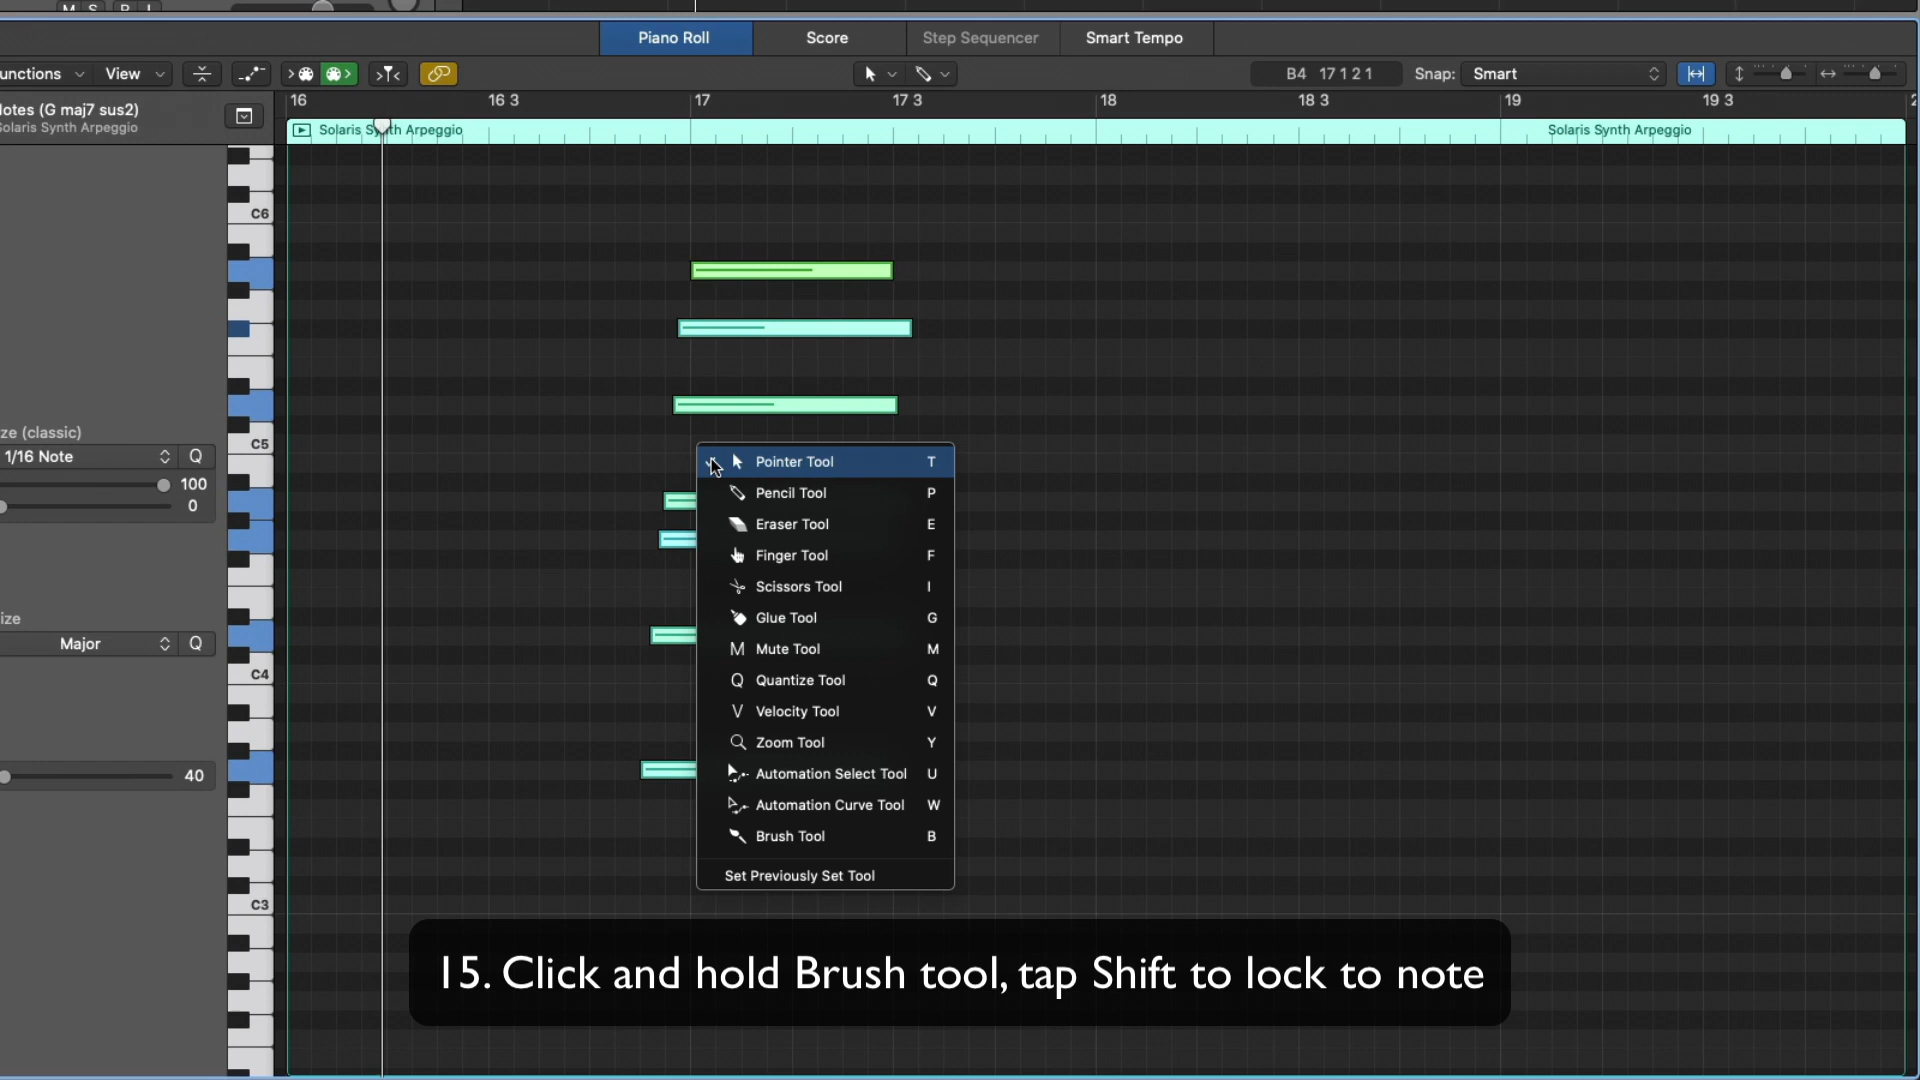 M S R I
Piano Roll
Score
Step Sequencer
Smart Tempo
unctions
View
B4 17 1 2 1
Snap:
Smart
otes (G maj7 sus2)
olaris Synth Arpeggio
16
16 3
17
17 3
18
18 3
19
19 3
Solaris Synth Arpeggio
Solaris Synth Arpeggio
C6
C5
C4
C3
ze (classic)
1/16 Note
Q
100
0
ize
Major
Q
40
Pointer Tool T
Pencil Tool P
Eraser Tool E
Finger Tool F
Scissors Tool I
Glue Tool G
M Mute Tool M
Q Quantize Tool Q
V Velocity Tool V
Zoom Tool Y
Automation Select Tool U
Automation Curve Tool W
Brush Tool B
Set Previously Set Tool
15. Click and hold Brush tool, tap Shift to lock to note